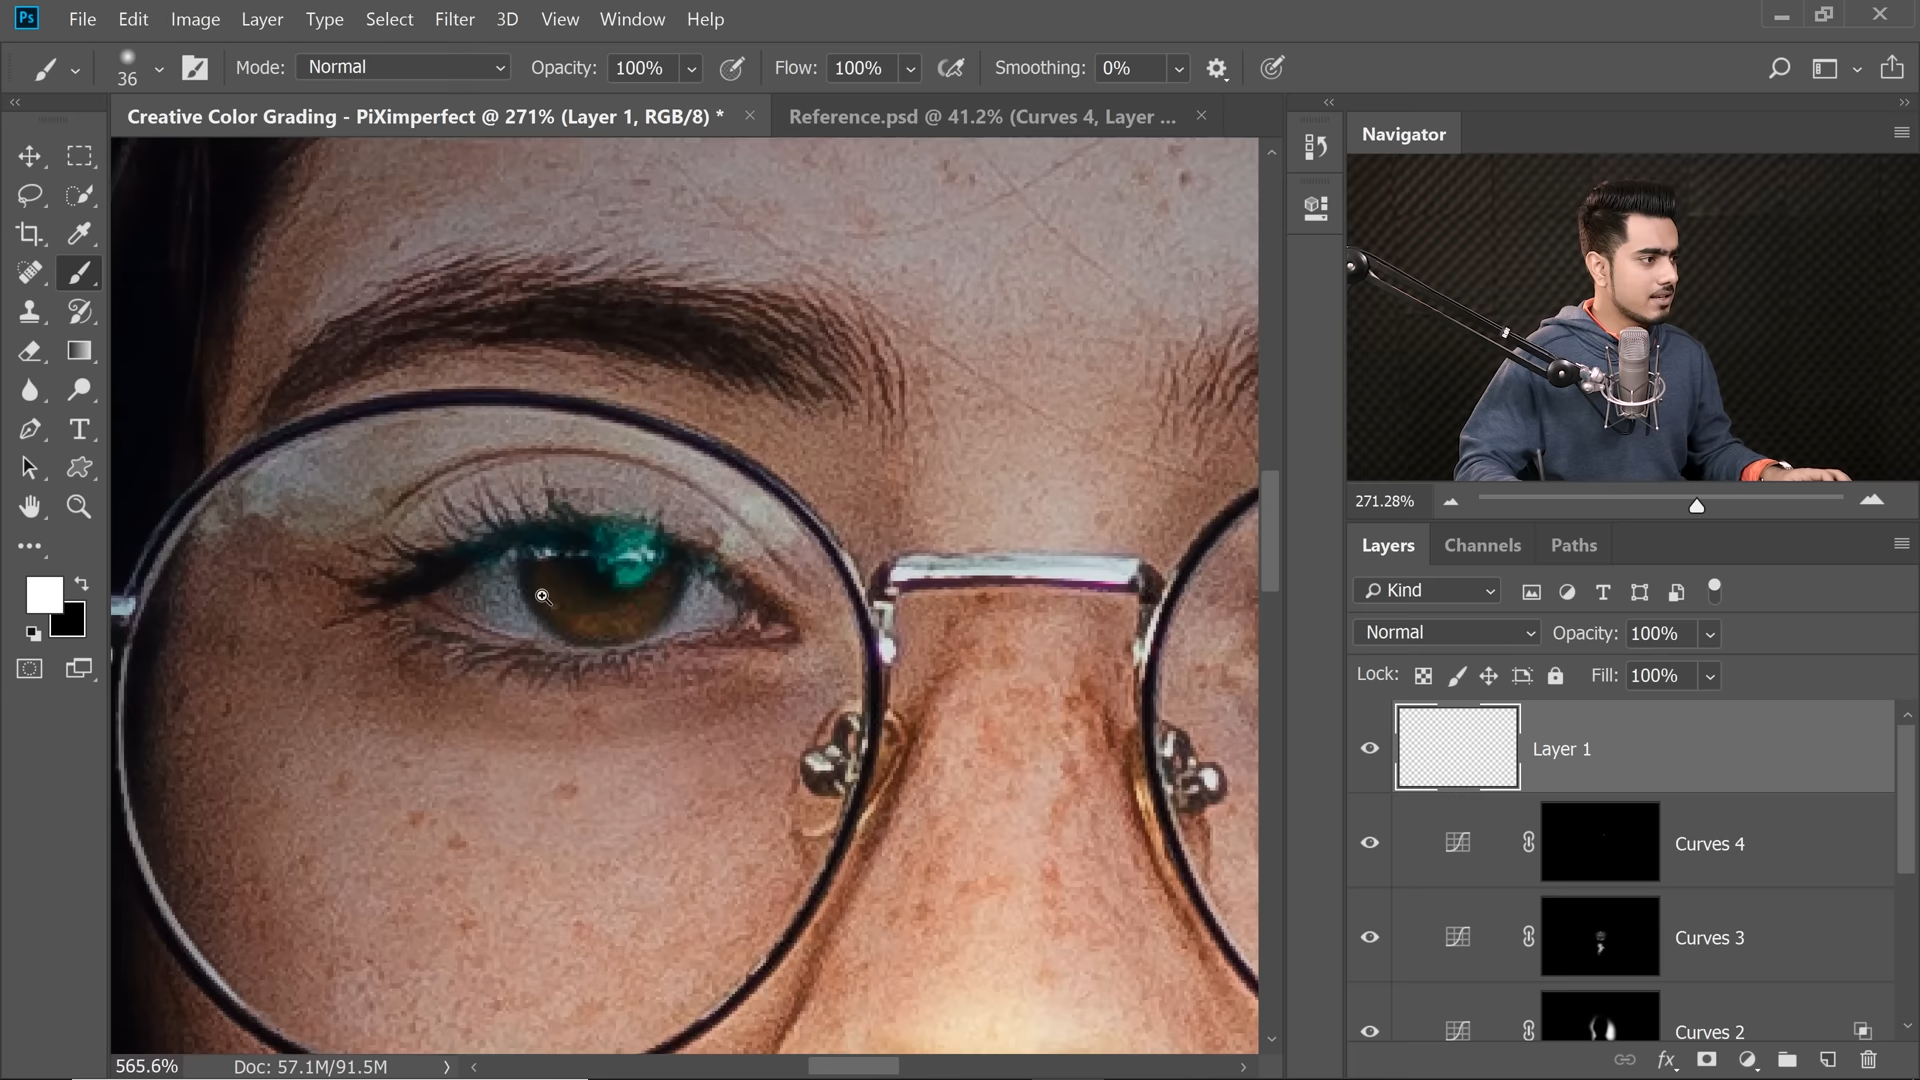 Ps File Edit Image Layer Type Select Filter 3D View Window Help
36 Mode: Normal Opacity: 100% Flow: 100% Smoothing: 0%
Creative Color Grading - PiXimperfect @ 271% (Layer 1, RGB/8) * Reference.psd @ 41.2% (Curves 4, Layer ...
Navigator
271.28%
Layers Channels Paths
Kind
Normal Opacity: 100%
Lock: Fill: 100%
Layer 1
Curves 4
Curves 3
Curves 2
fx
565.6% Doc: 57.1M/91.5M